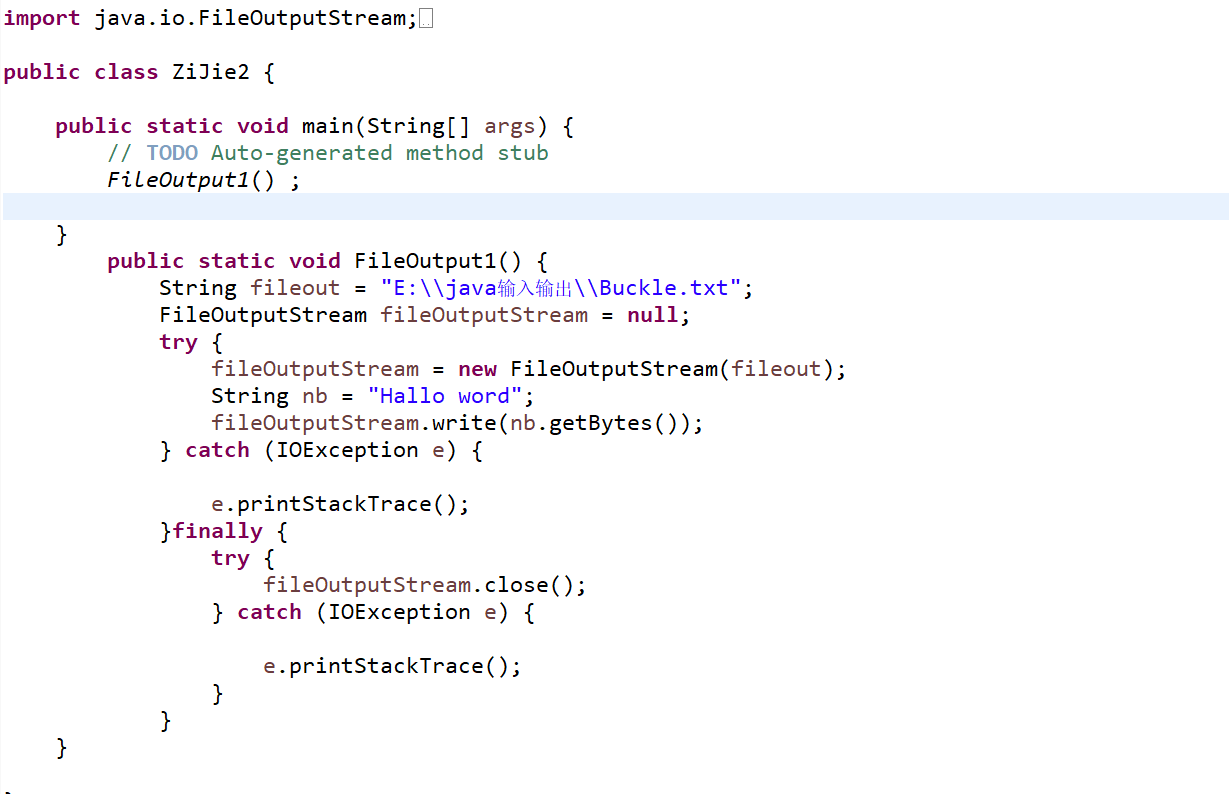 import java.io.FileOutputStream;
public class ZiJie2 {
public static void main(String[] args) {
// TODO Auto-generated method stub
FileOutput1() ;
}
public static void FileOutput1() {
String fileout = "E:\\java输入输出\\Buckle.txt";
FileOutputStream fileOutputStream = null;
try {
fileOutputStream = new FileOutputStream(fileout);
String nb = "Hallo word";
fileOutputStream.write(nb.getBytes());
} catch (IOException e) {
e.printStackTrace();
}finally {
try {
fileOutputStream.close();
} catch (IOException e) {
e.printStackTrace();
}
}
}